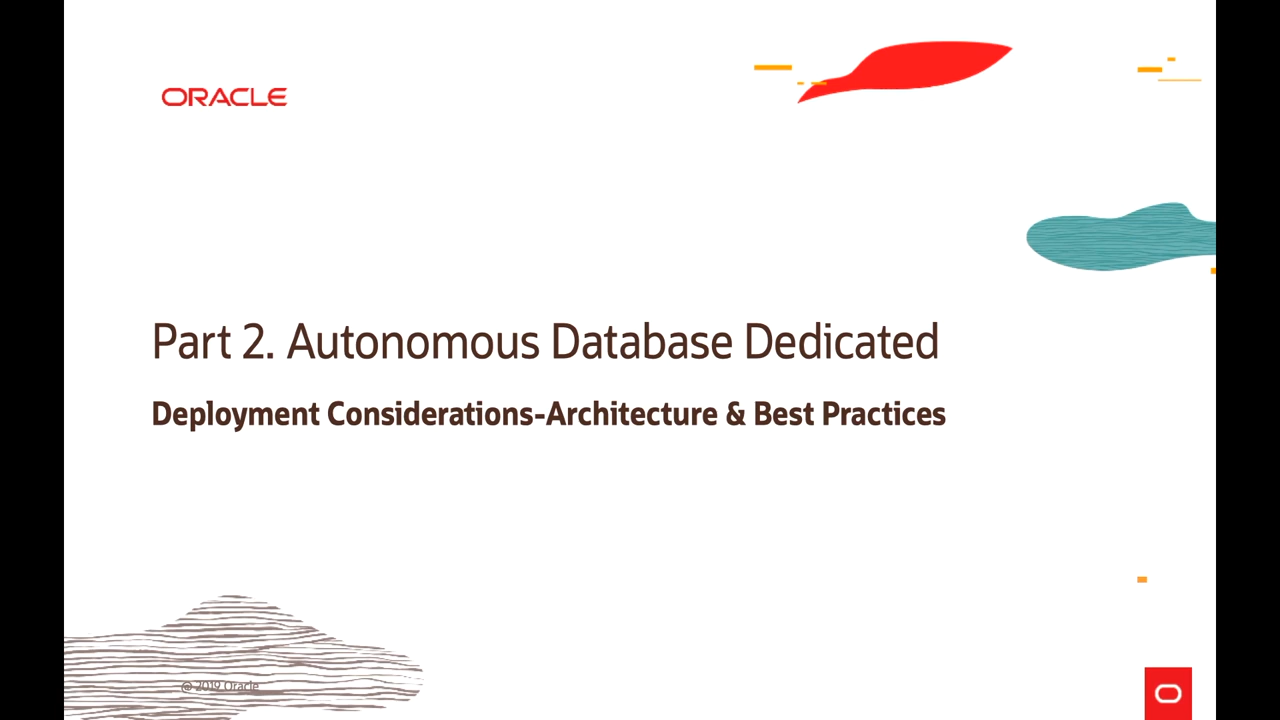 ORACLE
Part 2. Autonomous Database Dedicated
Deployment Considerations-Architecture & Best Practices
@ 2019 Oracle